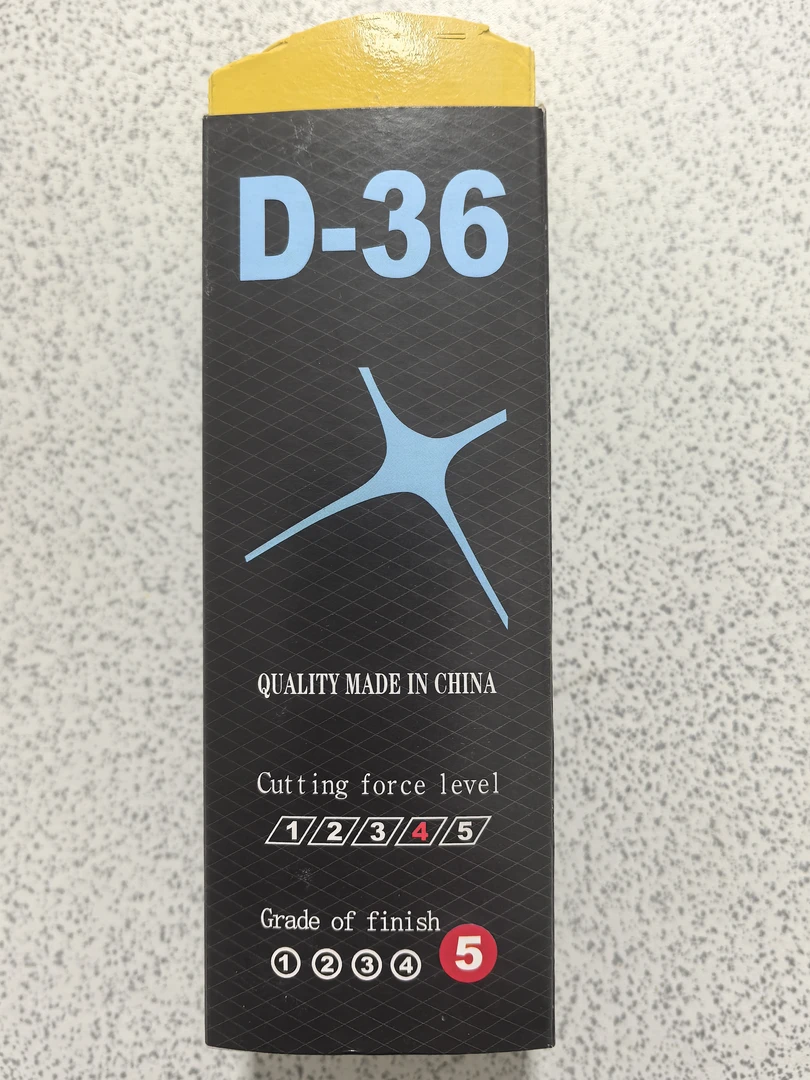 D-36
QUALITY MADE IN CHINA
Cutting force level
1 2 3 4 5
Grade of finish
1 2 3 4 5